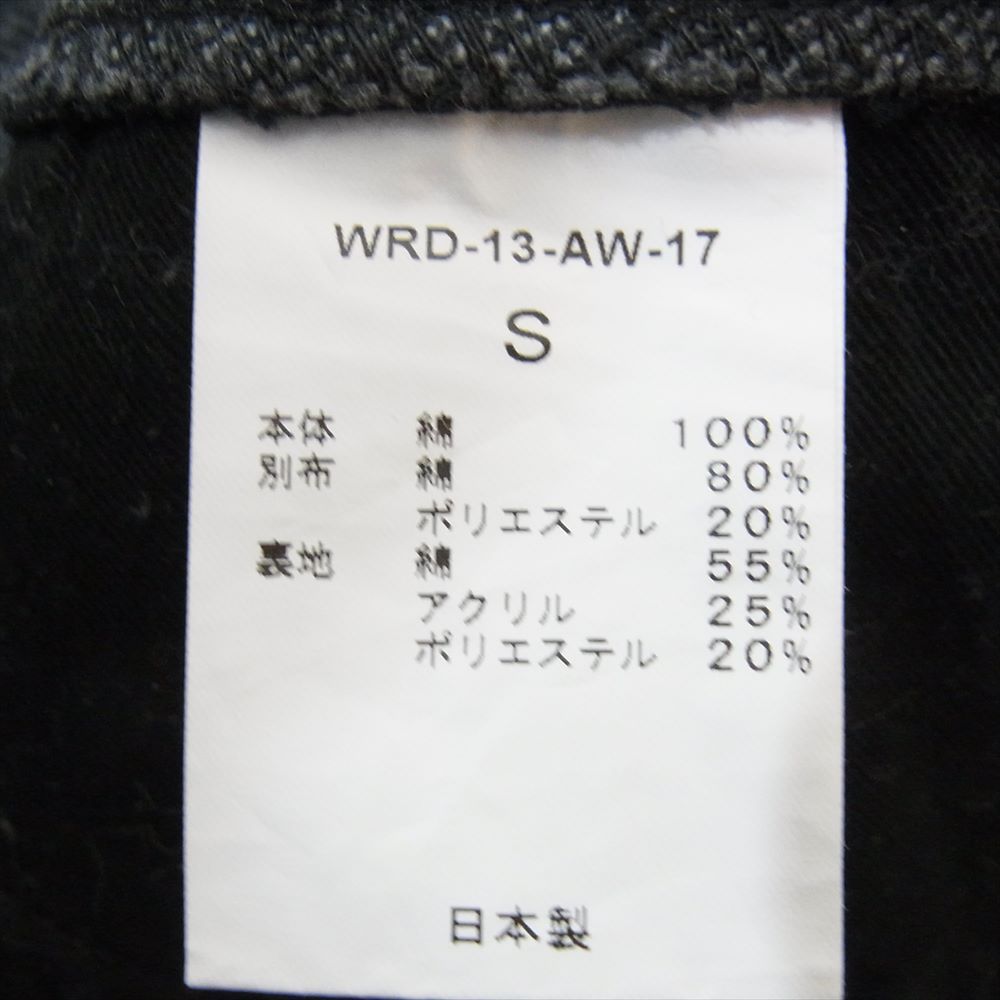 WRD-13-AW-17
S
本体 綿 100%
別布 綿 80%
ポリエステル 20%
裏地 綿 55%
アクリル 25%
ポリエステル 20%
日本製